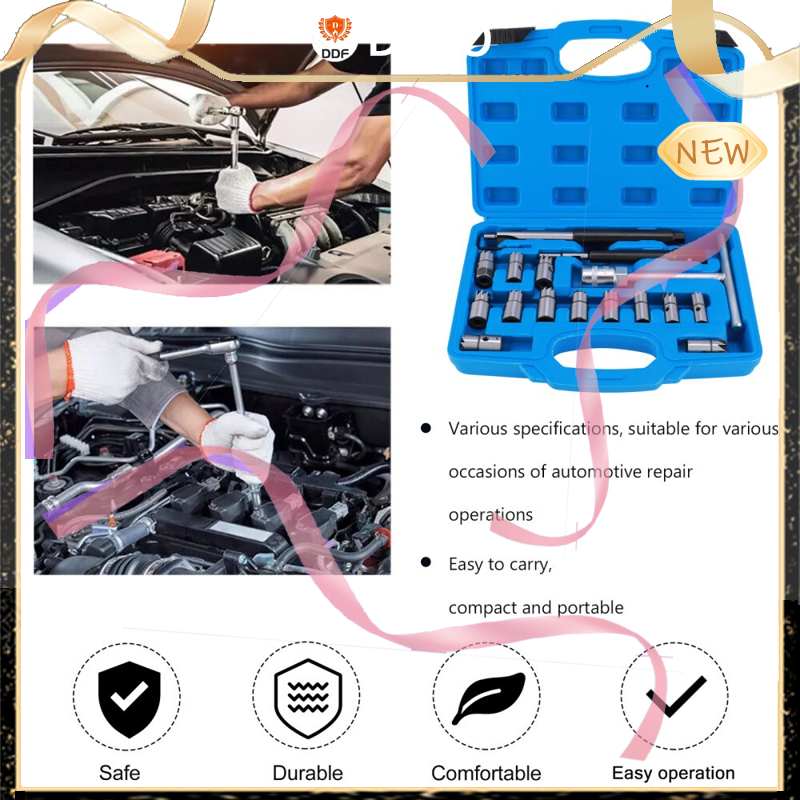 DDF
NEW
Various specifications, suitable for various
occasions of automotive repair
operations
Easy to carry,
compact and portable
Safe
Durable
Comfortable
Easy operation